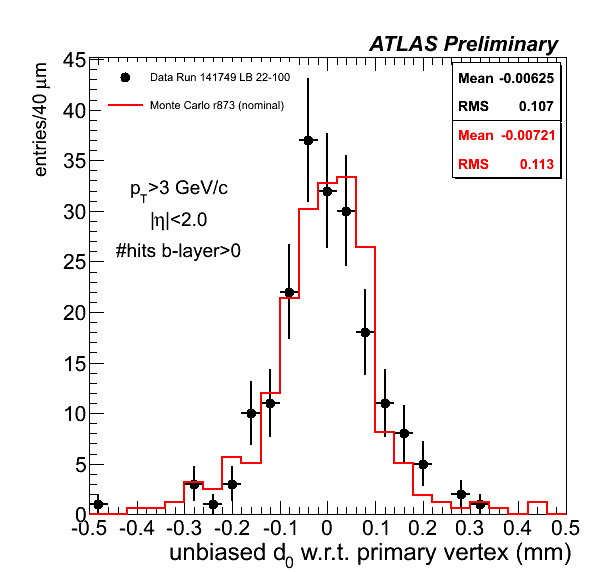 ATLAS Preliminary
entries/40 μm
45
40
35
30
25
20
15
10
5
0
Data Run 141749 LB 22-100
Monte Carlo r873 (nominal)
Mean -0.00625
RMS 0.107
Mean -0.00721
RMS 0.113
pT>3 GeV/c
|η|<2.0
#hits b-layer>0
-0.5 -0.4 -0.3 -0.2 -0.1 0 0.1 0.2 0.3 0.4 0.5
unbiased d0 w.r.t. primary vertex (mm)